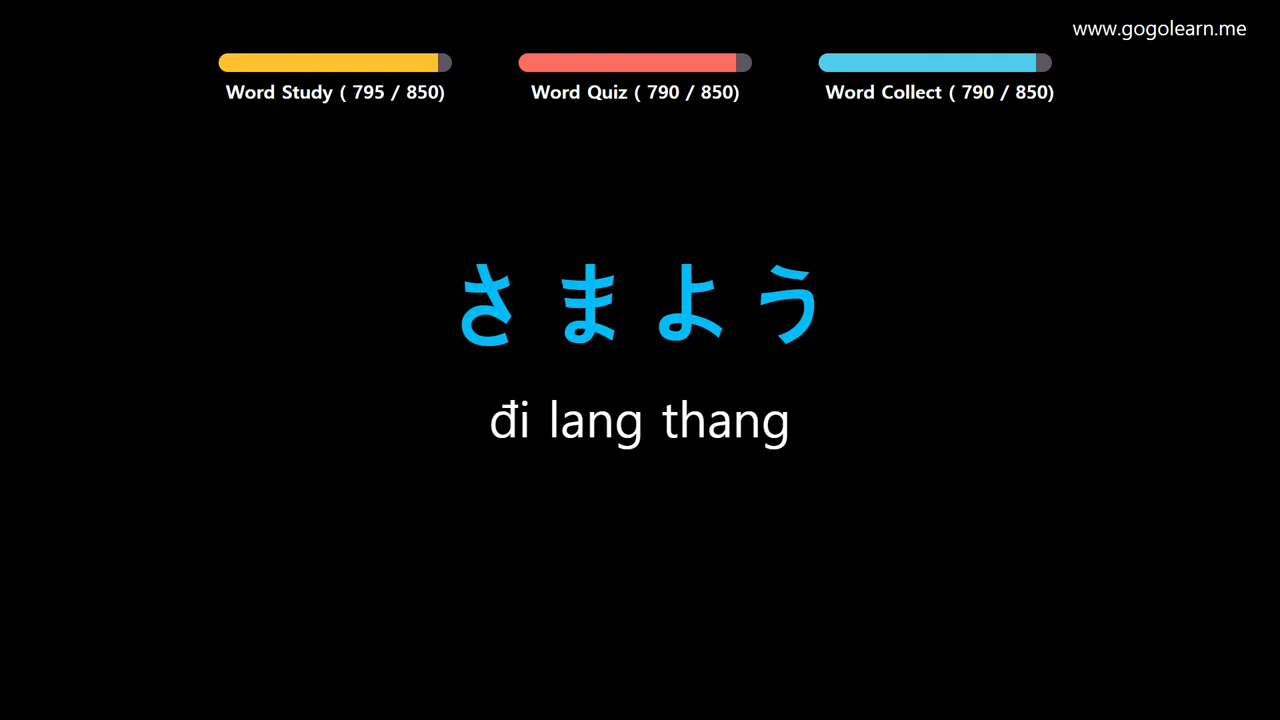 www.gogolearn.me
Word Study ( 795 / 850)
Word Quiz ( 790 / 850)
Word Collect ( 790 / 850)
さまよう
đi lang thang